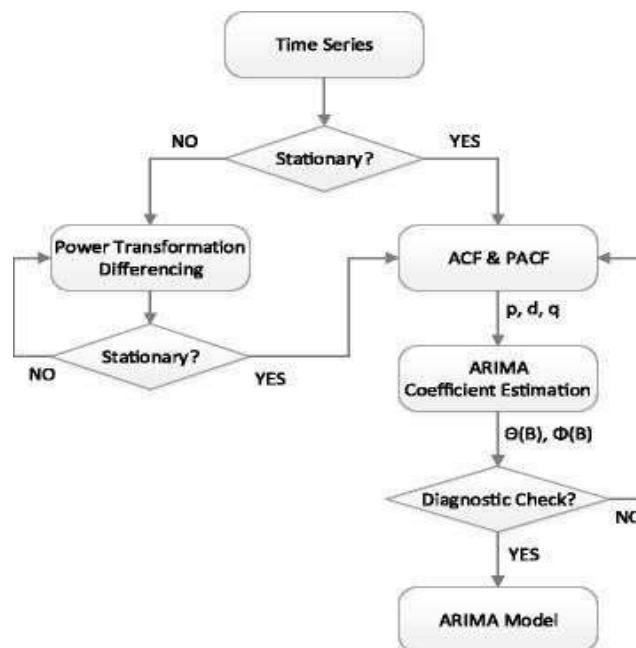 Time Series
NO
YES
Stationary?
Power Transformation
Differencing
ACF & PACF
p, d, q
Stationary?
NO
YES
ARIMA
Coefficient Estimation
Θ(B), Φ(B)
Diagnostic Check?
NO
YES
ARIMA Model